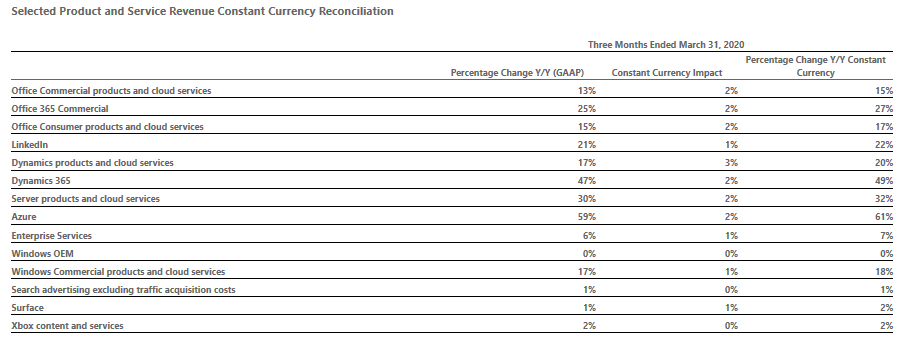 Selected Product and Service Revenue Constant Currency Reconciliation
Three Months Ended March 31, 2020
Percentage Change Y/Y (GAAP) Constant Currency Impact Percentage Change Y/Y Constant
Currency
Office Commercial products and cloud services 13% 2% 15%
Office 365 Commercial 25% 2% 27%
Office Consumer products and cloud services 15% 2% 17%
LinkedIn 21% 1% 22%
Dynamics products and cloud services 17% 3% 20%
Dynamics 365 47% 2% 49%
Server products and cloud services 30% 2% 32%
Azure 59% 2% 61%
Enterprise Services 6% 1% 7%
Windows OEM 0% 0% 0%
Windows Commercial products and cloud services 17% 1% 18%
Search advertising excluding traffic acquisition costs 1% 0% 1%
Surface 1% 1% 2%
Xbox content and services 2% 0% 2%